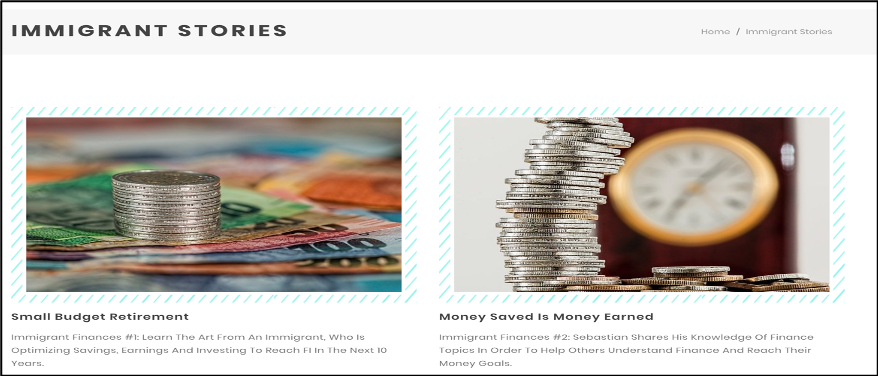 IMMIGRANT STORIES
Home / Immigrant Stories
Small Budget Retirement
Immigrant Finances #1: Learn The Art From An Immigrant, Who Is
Optimizing Savings, Earnings And Investing To Reach FI In The Next 10
Years.
Money Saved Is Money Earned
Immigrant Finances #2: Sebastian Shares His Knowledge Of Finance
Topics In Order To Help Others Understand Finance And Reach Their
Money Goals.